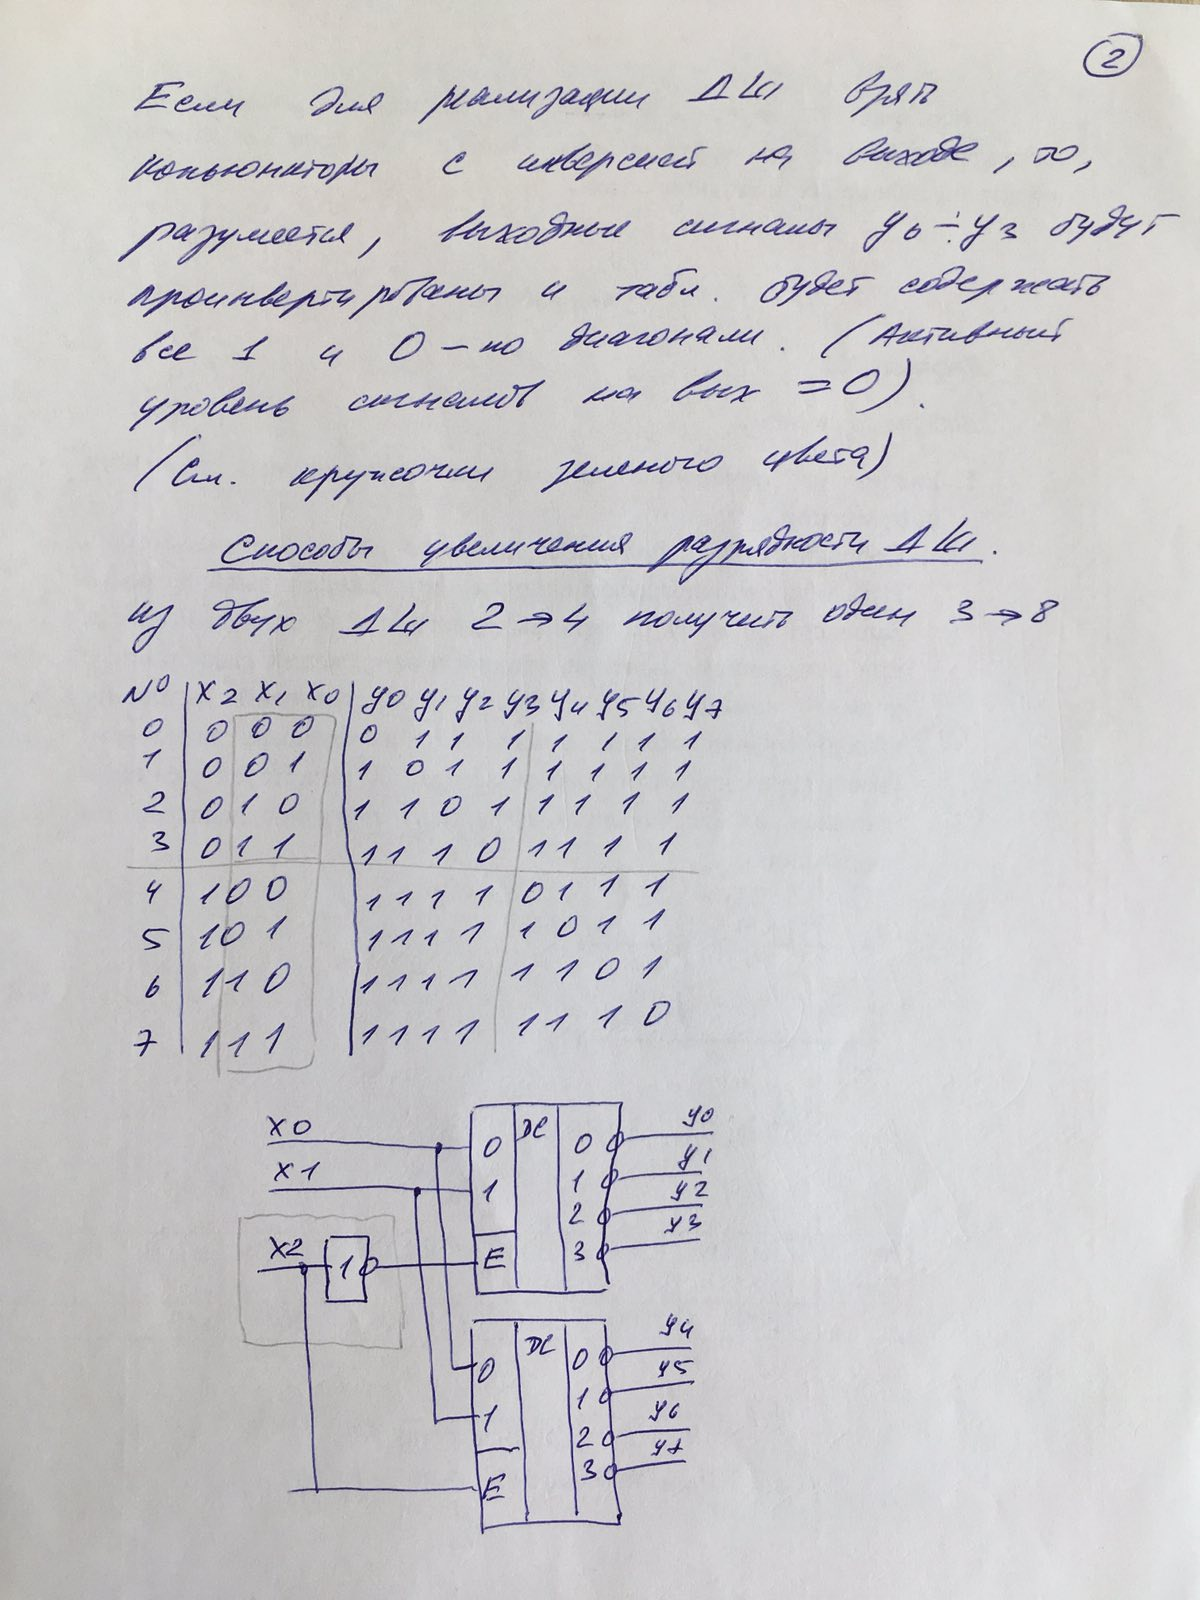 2
Если для реализации ДШ взять
конъюнкторы с инверсией на выходе, то,
разумеется, выходные сигналы y0÷y3 будут
проинвертированы и табл. будет содержать
все 1 и 0 – по диагонали. (Активный
уровень сигналов на вых = 0).
(См. кружочки зеленого цвета)
Способы увеличения разрядности ДШ.
из двух ДШ 2→4 получить один 3→8
№ x2 x1 x0 y0 y1 y2 y3 y4 y5 y6 y7
0 0 0 0 0 1 1 1 1 1 1 1
1 0 0 1 1 0 1 1 1 1 1 1
2 0 1 0 1 1 0 1 1 1 1 1
3 0 1 1 1 1 1 0 1 1 1 1
4 1 0 0 1 1 1 1 0 1 1 1
5 1 0 1 1 1 1 1 1 0 1 1
6 1 1 0 1 1 1 1 1 1 0 1
7 1 1 1 1 1 1 1 1 1 1 0
x0 0 DC 0 y0
x1 1 1 y1
2 y2
x2 1 E 3 y3
0 DC 0 y4
1 1 y5
2 y6
E 3 y7